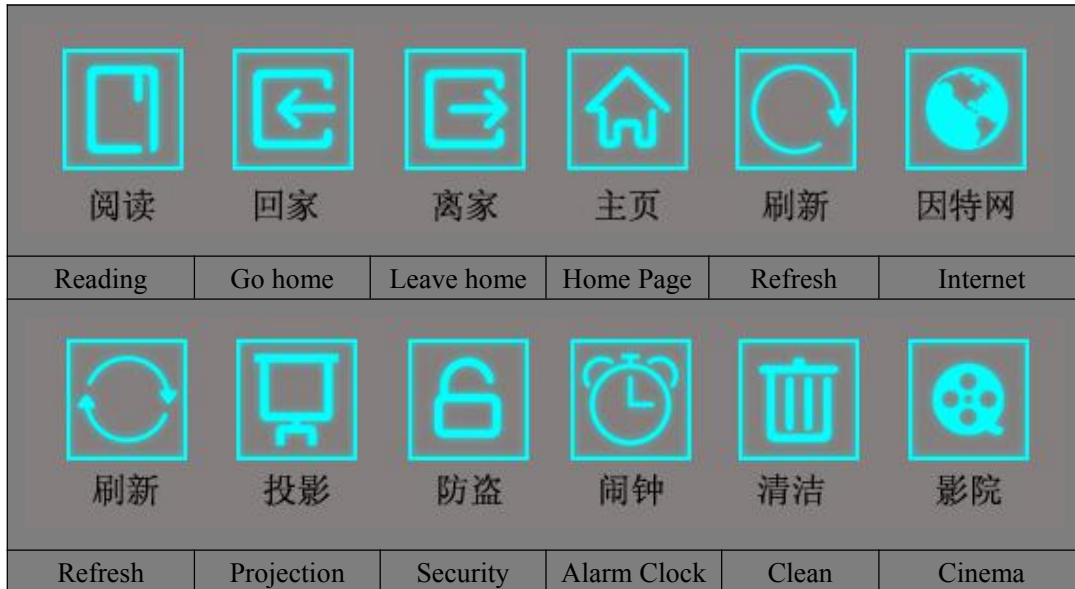 阅读 回家 离家 主页 刷新 因特网
Reading Go home Leave home Home Page Refresh Internet
刷新 投影 防盗 闹钟 清洁 影院
Refresh Projection Security Alarm Clock Clean Cinema